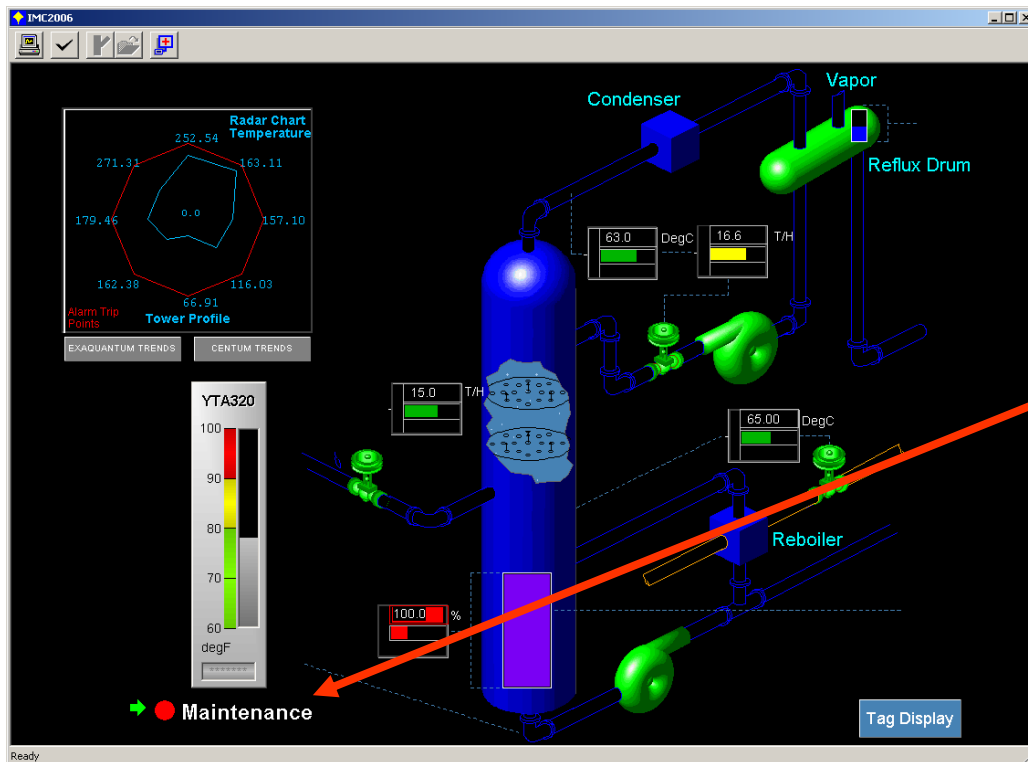 IMC2006
Radar Chart
Temperature
252.54
271.31
163.11
179.46
0.0
157.10
162.38
116.03
66.91
Alarm Trip
Points
Tower Profile
EXAQUANTUM TRENDS
CENTUM TRENDS
Condenser
Vapor
Reflux Drum
63.0 DegC
16.6 T/H
15.0 T/H
65.00 DegC
YTA320
100
90
80
70
60
degF
*******
Reboiler
100.0 %
Maintenance
Tag Display
Ready